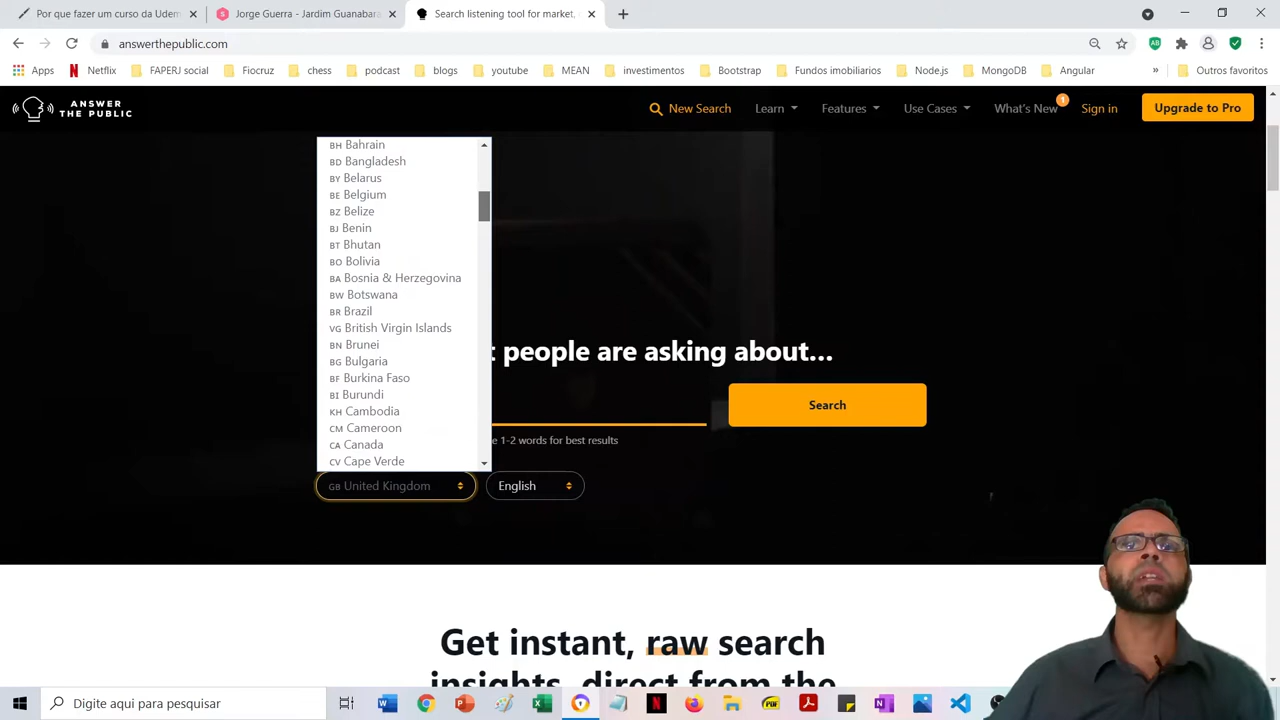 Por que fazer um curso da Udem
Jorge Guerra - Jardim Guanabara
Search listening tool for market,
answerthepublic.com
Apps
Netflix
FAPERJ social
Fiocruz
chess
podcast
blogs
youtube
MEAN
investimentos
Bootstrap
Fundos imobiliarios
Node.js
MongoDB
Angular
»
Outros favoritos
ANSWER
THE PUBLIC
New Search
Learn
Features
Use Cases
What's New
1
Sign in
Upgrade to Pro
BH Bahrain
BD Bangladesh
BY Belarus
BE Belgium
BZ Belize
BJ Benin
BT Bhutan
BO Bolivia
BA Bosnia & Herzegovina
BW Botswana
BR Brazil
VG British Virgin Islands
BN Brunei
BG Bulgaria
BF Burkina Faso
BI Burundi
KH Cambodia
CM Cameroon
CA Canada
CV Cape Verde
people are asking about...
Search
1-2 words for best results
GB United Kingdom
English
Get instant, raw search
insights, direct from the
Digite aqui para pesquisar